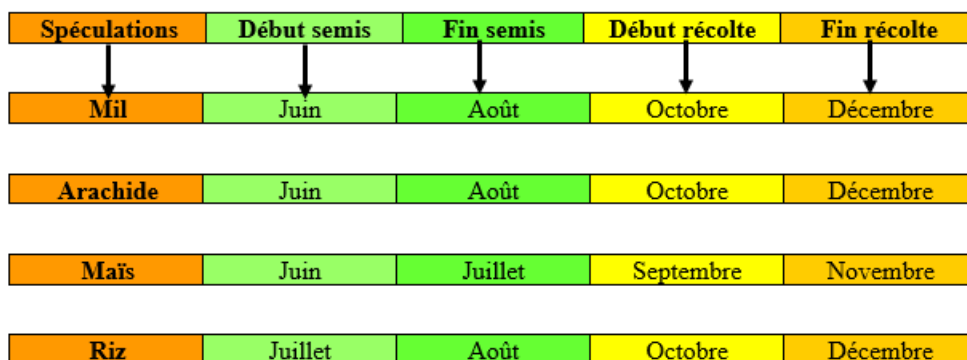 Spéculations Début semis Fin semis Début récolte Fin récolte
Mil Juin Août Octobre Décembre
Arachide Juin Août Octobre Décembre
Maïs Juin Juillet Septembre Novembre
Riz Juillet Août Octobre Décembre